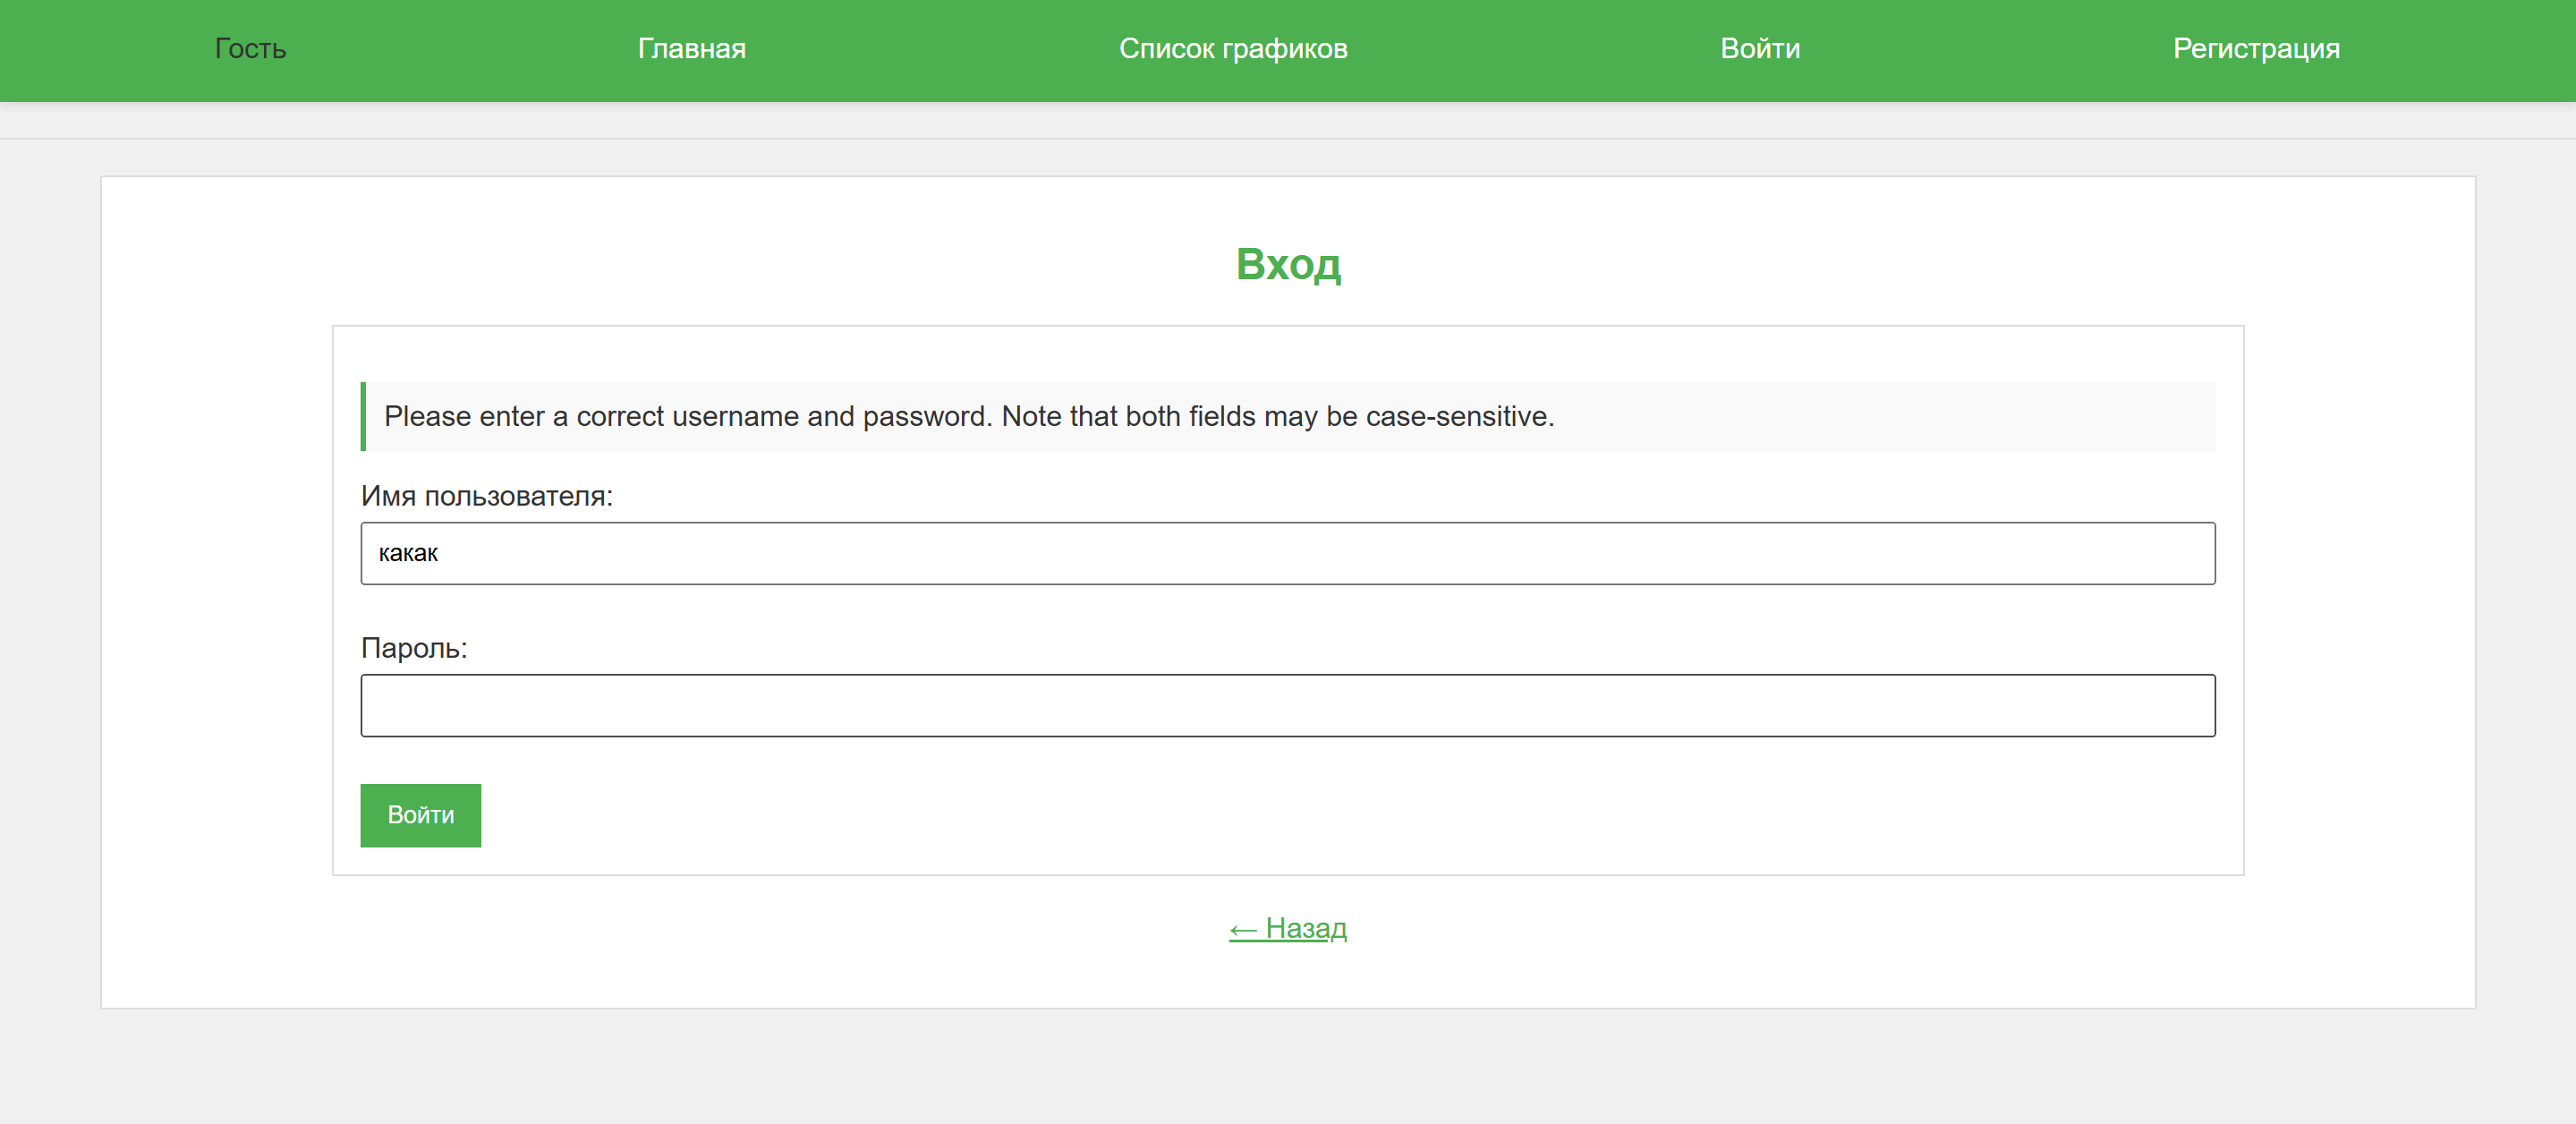 Гость Главная Список графиков Войти Регистрация
Вход
Please enter a correct username and password. Note that both fields may be case-sensitive.
Имя пользователя:
какак
Пароль:
Войти
← Назад